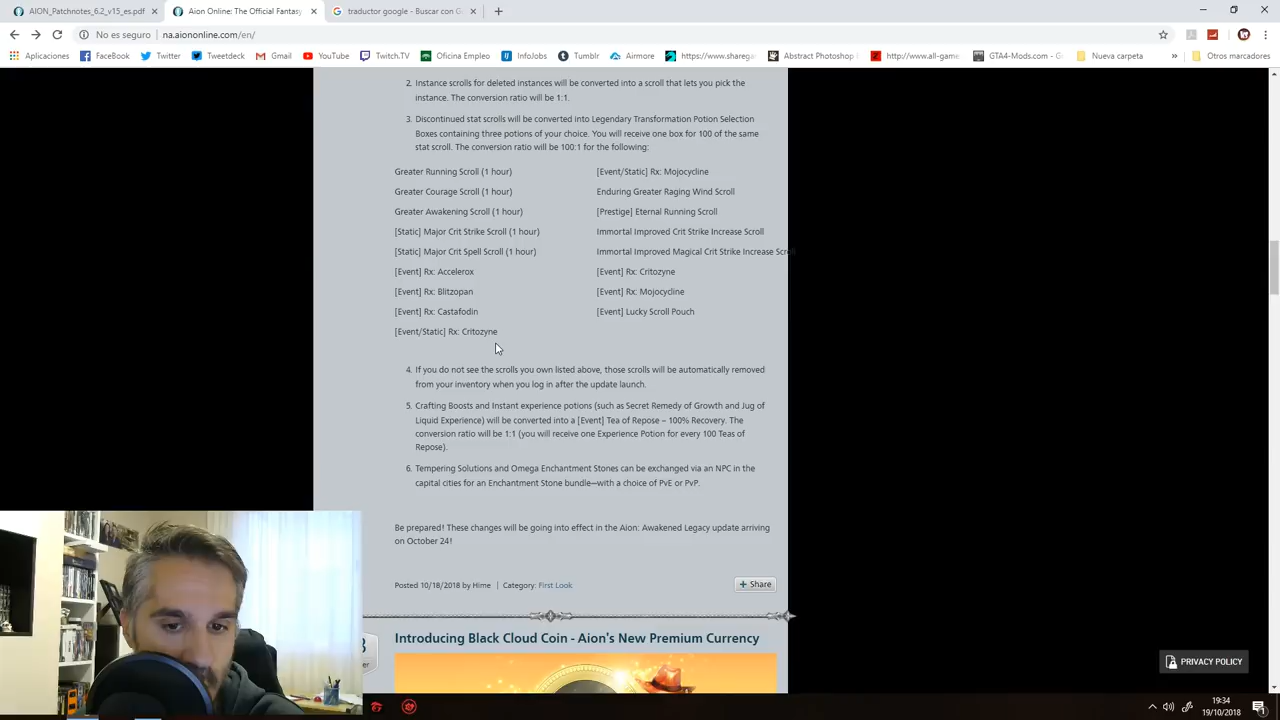 AION_Patchnotes_6.2_v15_es.pdf
Aion Online: The Official Fantasy
traductor google - Buscar con G
No es seguro | na.aiononline.com/en/
Aplicaciones
Twitter
Tweetdeck
Gmail
YouTube
Twitch.TV
Oficina Empleo
InfoJobs
Tumblr
Airmore
https://www.sharega
Abstract Photoshop
http://www.all-game
GTA4-Mods.com - G
Nueva carpeta
Otros marcadores
2. Instance scrolls for deleted instances will be converted into a scroll that lets you pick the
instance. The conversion ratio will be 1:1.
3. Discontinued stat scrolls will be converted into Legendary Transformation Potion Selection
Boxes containing three potions of your choice. You will receive one box for 100 of the same
stat scroll. The conversion ratio will be 100:1 for the following:
Greater Running Scroll (1 hour)
[Event/Static] Rx: Mojocycline
Greater Courage Scroll (1 hour)
Enduring Greater Raging Wind Scroll
Greater Awakening Scroll (1 hour)
[Prestige] Eternal Running Scroll
[Static] Major Crit Strike Scroll (1 hour)
Immortal Improved Crit Strike Increase Scroll
[Static] Major Crit Spell Scroll (1 hour)
Immortal Improved Magical Crit Strike Increase Scroll
[Event] Rx: Accelerox
[Event] Rx: Critozyne
[Event] Rx: Blitzopan
[Event] Rx: Mojocycline
[Event] Rx: Castafodin
[Event] Lucky Scroll Pouch
[Event/Static] Rx: Critozyne
4. If you do not see the scrolls you own listed above, those scrolls will be automatically removed
from your inventory when you log in after the update launch.
5. Crafting Boosts and Instant experience potions (such as Secret Remedy of Growth and Jug of
Liquid Experience) will be converted into a [Event] Tea of Repose – 100% Recovery. The
conversion ratio will be 1:1 (you will receive one Experience Potion for every 100 Teas of
Repose).
6. Tempering Solutions and Omega Enchantment Stones can be exchanged via an NPC in the
capital cities for an Enchantment Stone bundle—with a choice of PvE or PvP.
Be prepared! These changes will be going into effect in the Aion: Awakened Legacy update arriving
on October 24!
Posted 10/18/2018 by Hime | Category: First Look
+ Share
Introducing Black Cloud Coin - Aion's New Premium Currency
PRIVACY POLICY
19:34
19/10/2018